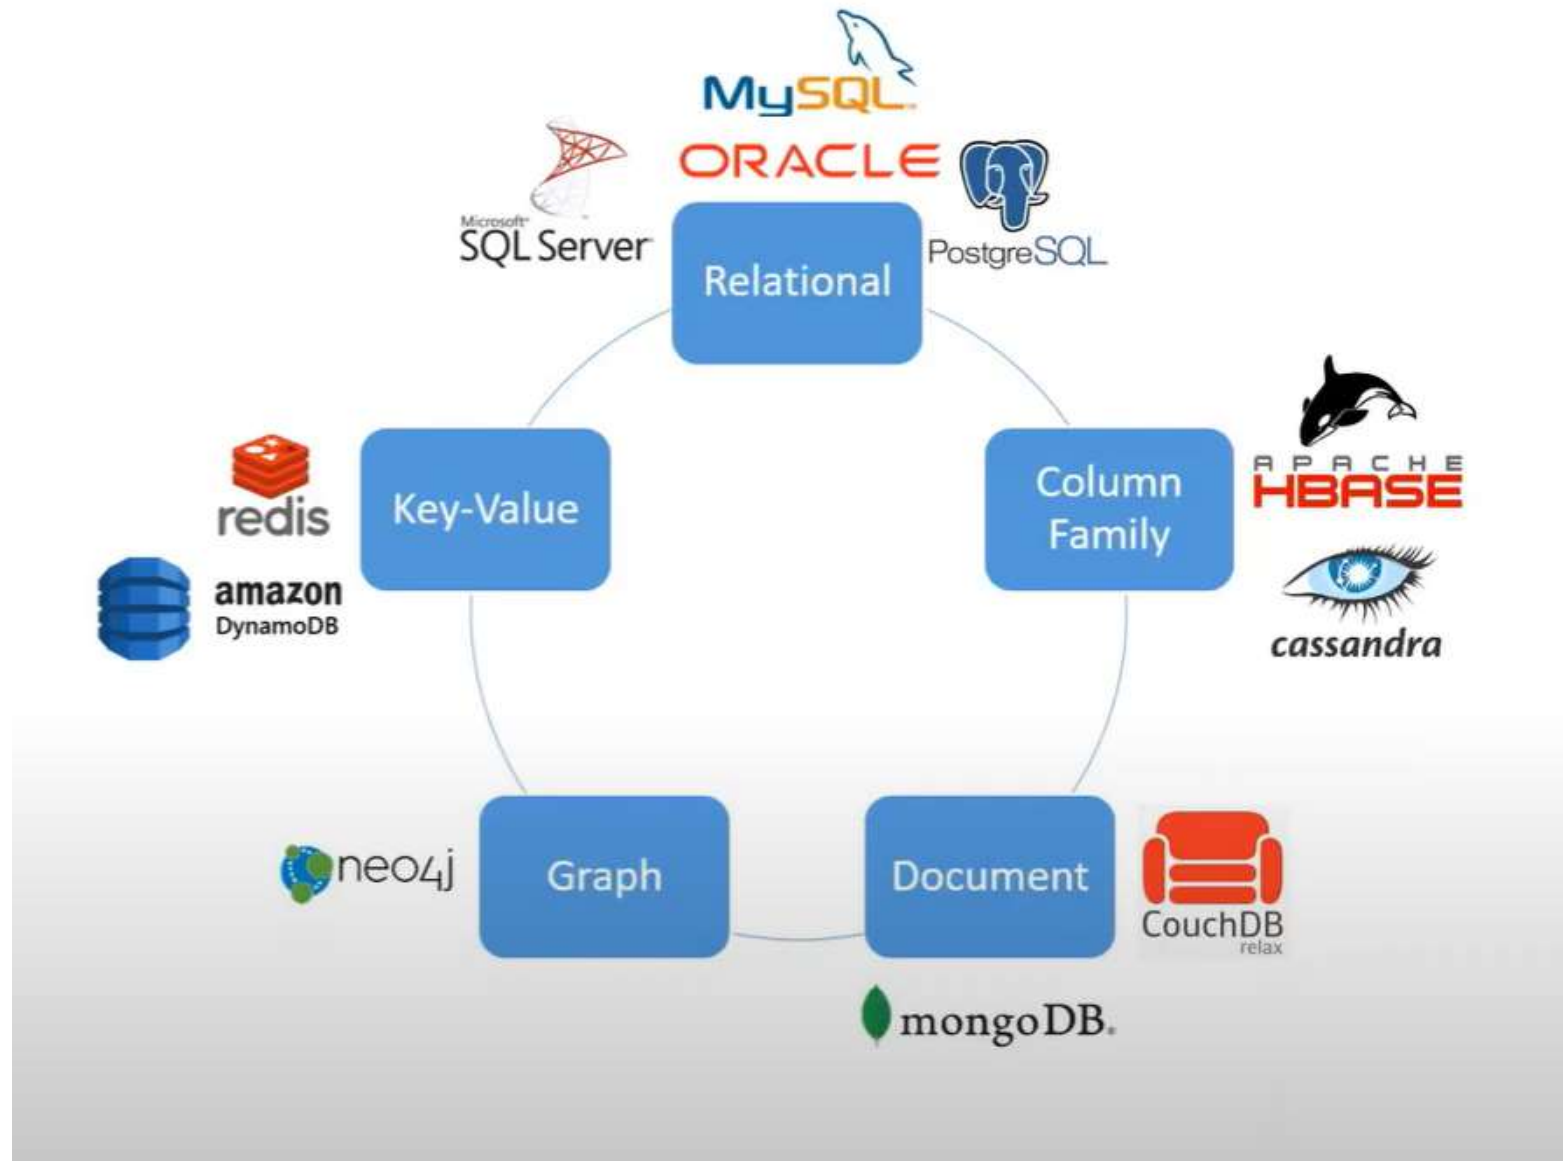 MySQL
ORACLE
Microsoft
SQL Server
PostgreSQL
Relational
Key-Value
redis
amazon
DynamoDB
Column
Family
APACHE
HBASE
cassandra
Graph
neo4j
Document
CouchDB
relax
mongoDB